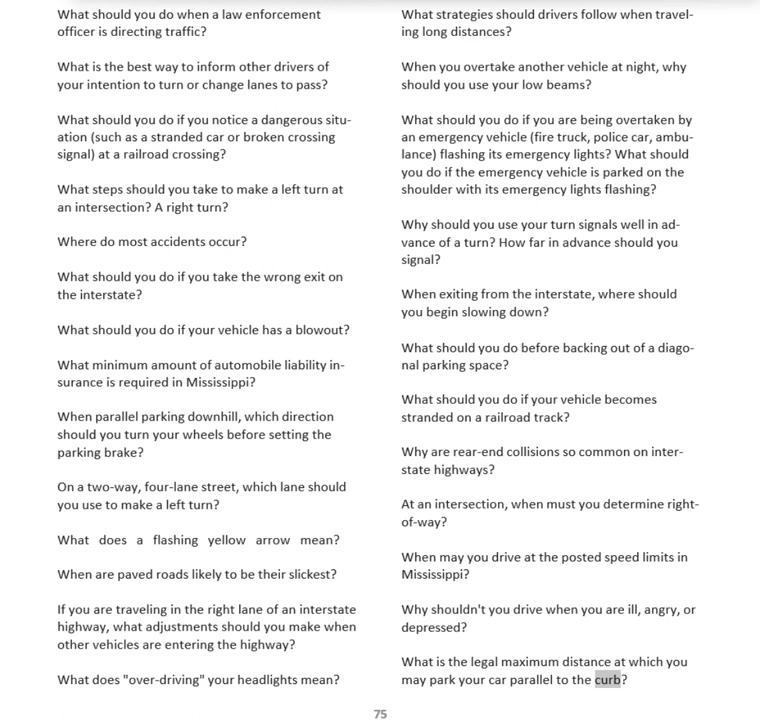 What should you do when a law enforcement
officer is directing traffic?
What is the best way to inform other drivers of
your intention to turn or change lanes to pass?
What should you do if you notice a dangerous situ-
ation (such as a stranded car or broken crossing
signal) at a railroad crossing?
What steps should you take to make a left turn at
an intersection? A right turn?
Where do most accidents occur?
What should you do if you take the wrong exit on
the interstate?
What should you do if your vehicle has a blowout?
What minimum amount of automobile liability in-
surance is required in Mississippi?
When parallel parking downhill, which direction
should you turn your wheels before setting the
parking brake?
On a two-way, four-lane street, which lane should
you use to make a left turn?
What does a flashing yellow arrow mean?
When are paved roads likely to be their slickest?
If you are traveling in the right lane of an interstate
highway, what adjustments should you make when
other vehicles are entering the highway?
What does "over-driving" your headlights mean?
What strategies should drivers follow when travel-
ing long distances?
When you overtake another vehicle at night, why
should you use your low beams?
What should you do if you are being overtaken by
an emergency vehicle (fire truck, police car, ambu-
lance) flashing its emergency lights? What should
you do if the emergency vehicle is parked on the
shoulder with its emergency lights flashing?
Why should you use your turn signals well in ad-
vance of a turn? How far in advance should you
signal?
When exiting from the interstate, where should
you begin slowing down?
What should you do before backing out of a diago-
nal parking space?
What should you do if your vehicle becomes
stranded on a railroad track?
Why are rear-end collisions so common on inter-
state highways?
At an intersection, when must you determine right-
of-way?
When may you drive at the posted speed limits in
Mississippi?
Why shouldn't you drive when you are ill, angry, or
depressed?
What is the legal maximum distance at which you
may park your car parallel to the curb?
75